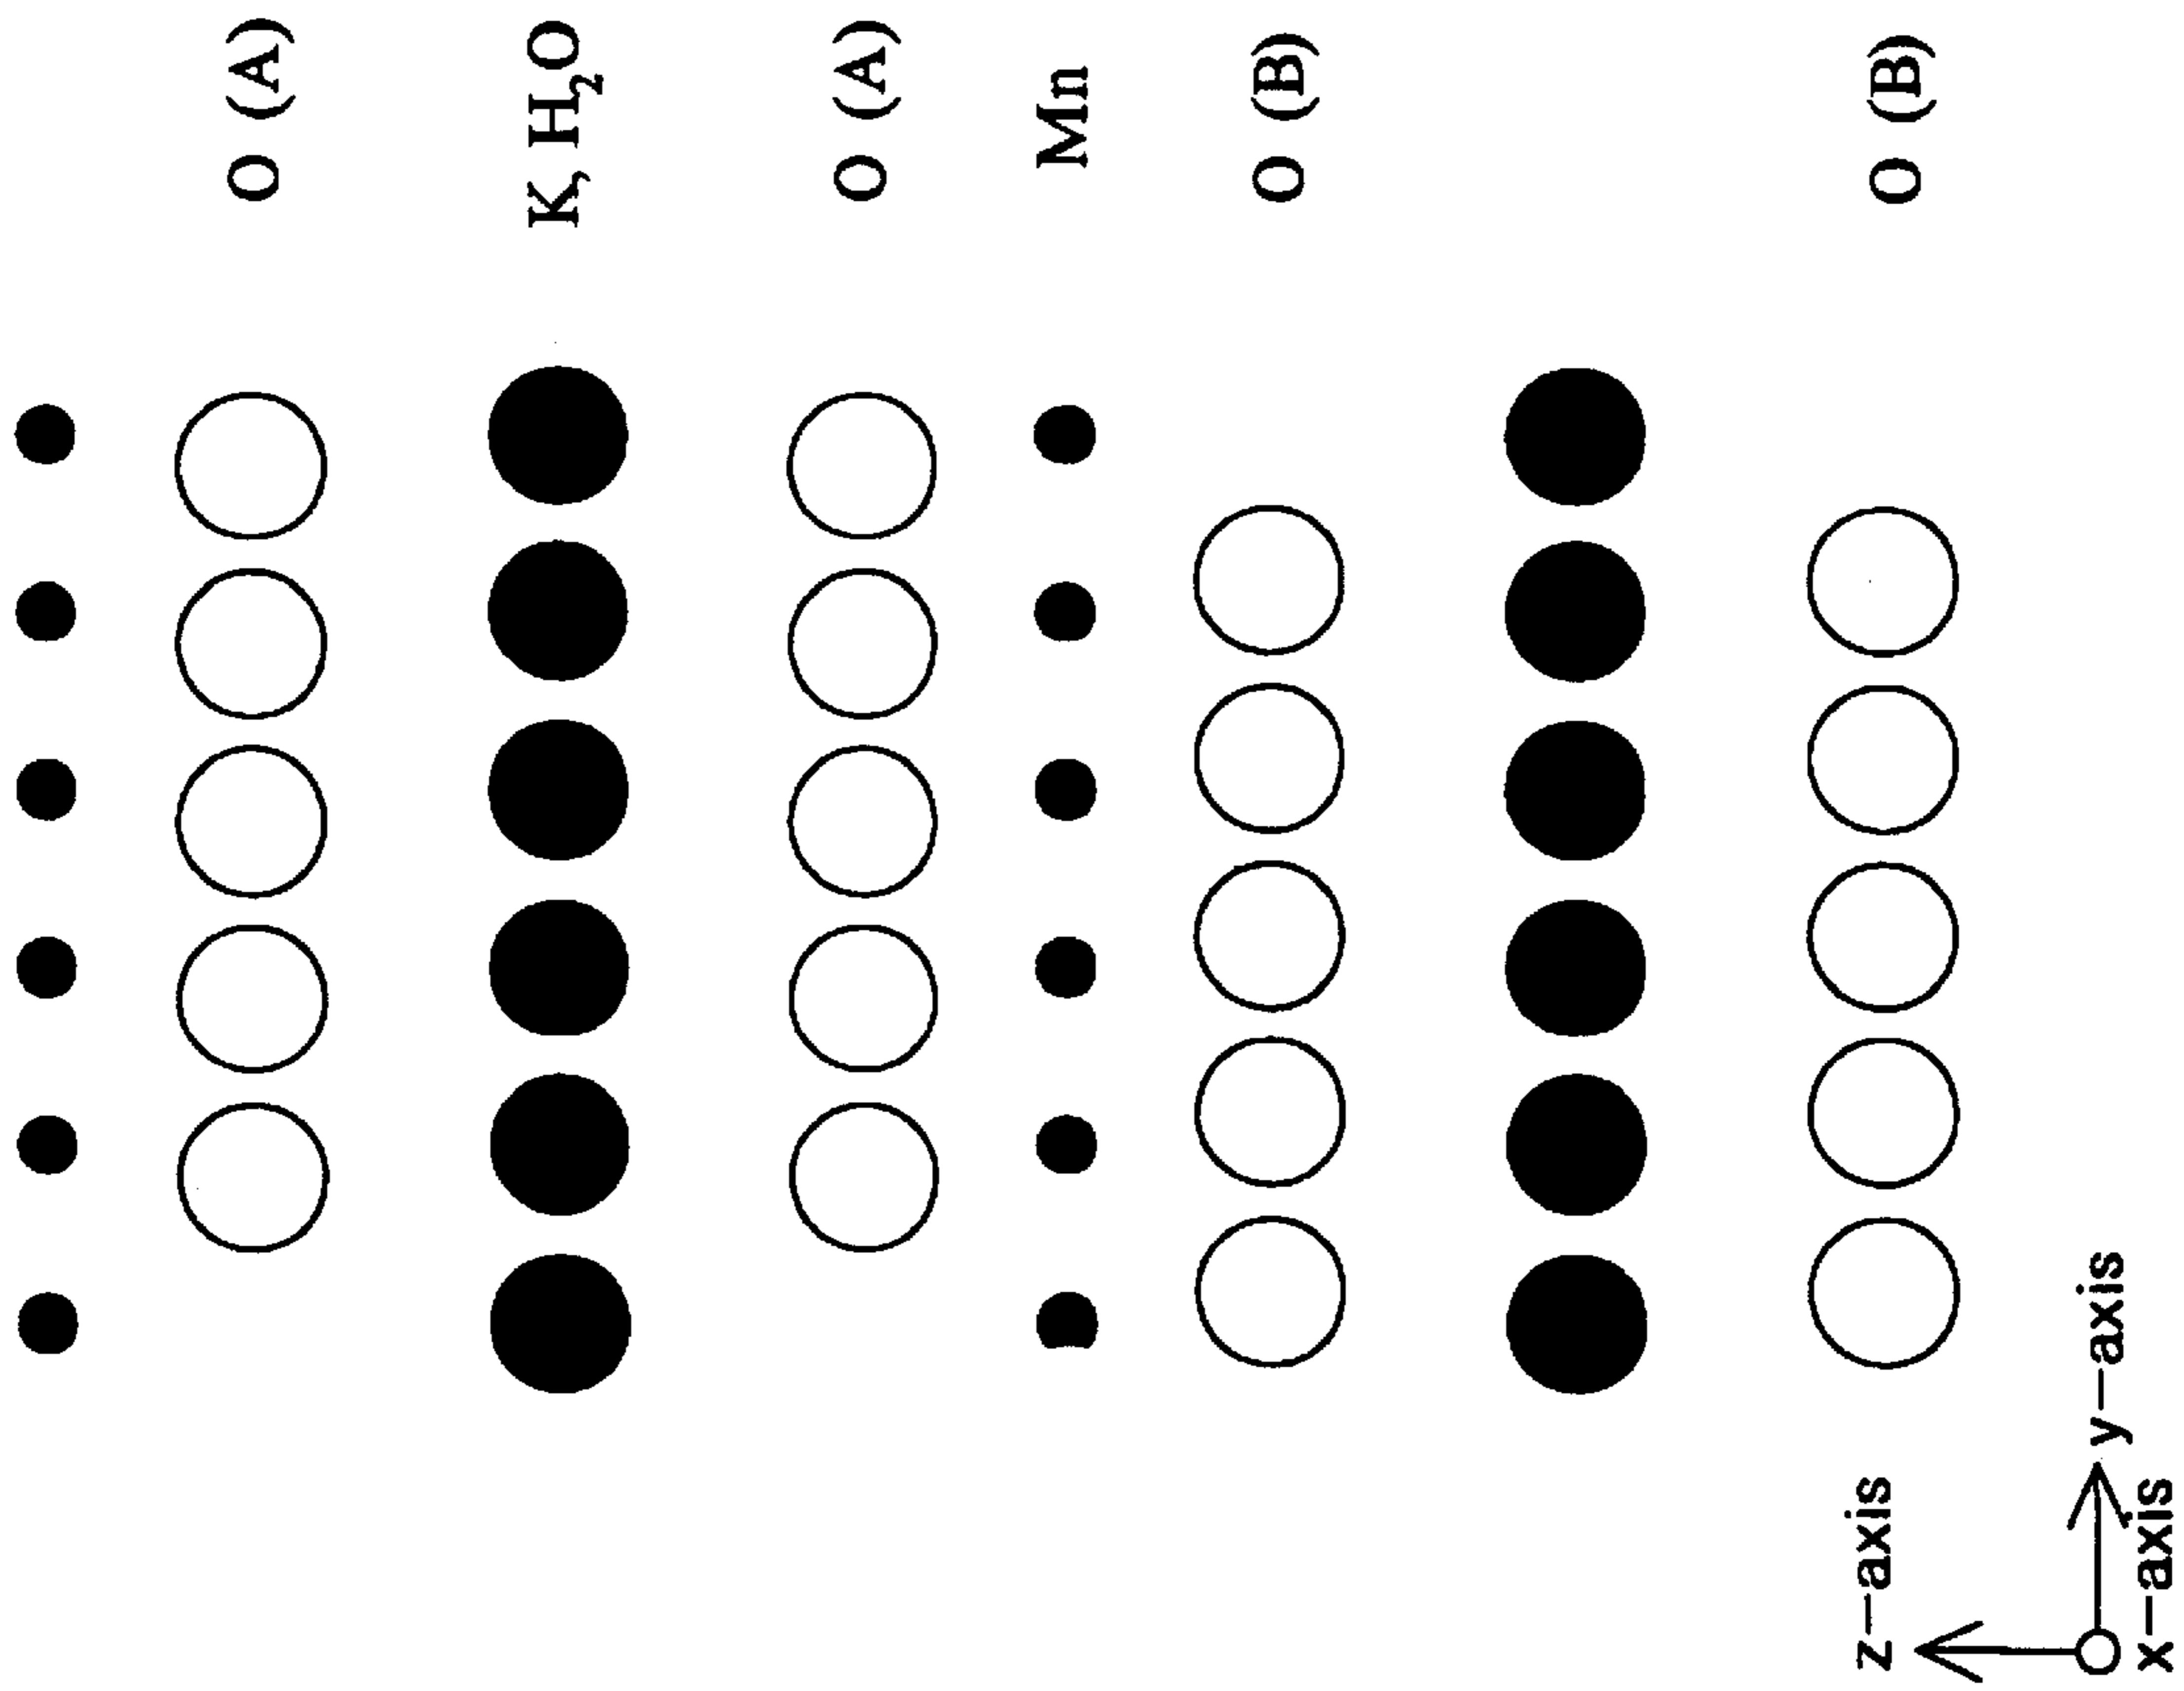 O (A)
K, H₂O
O (A)
Mn
O (B)
O (B)
z-axis
y-axis
x-axis